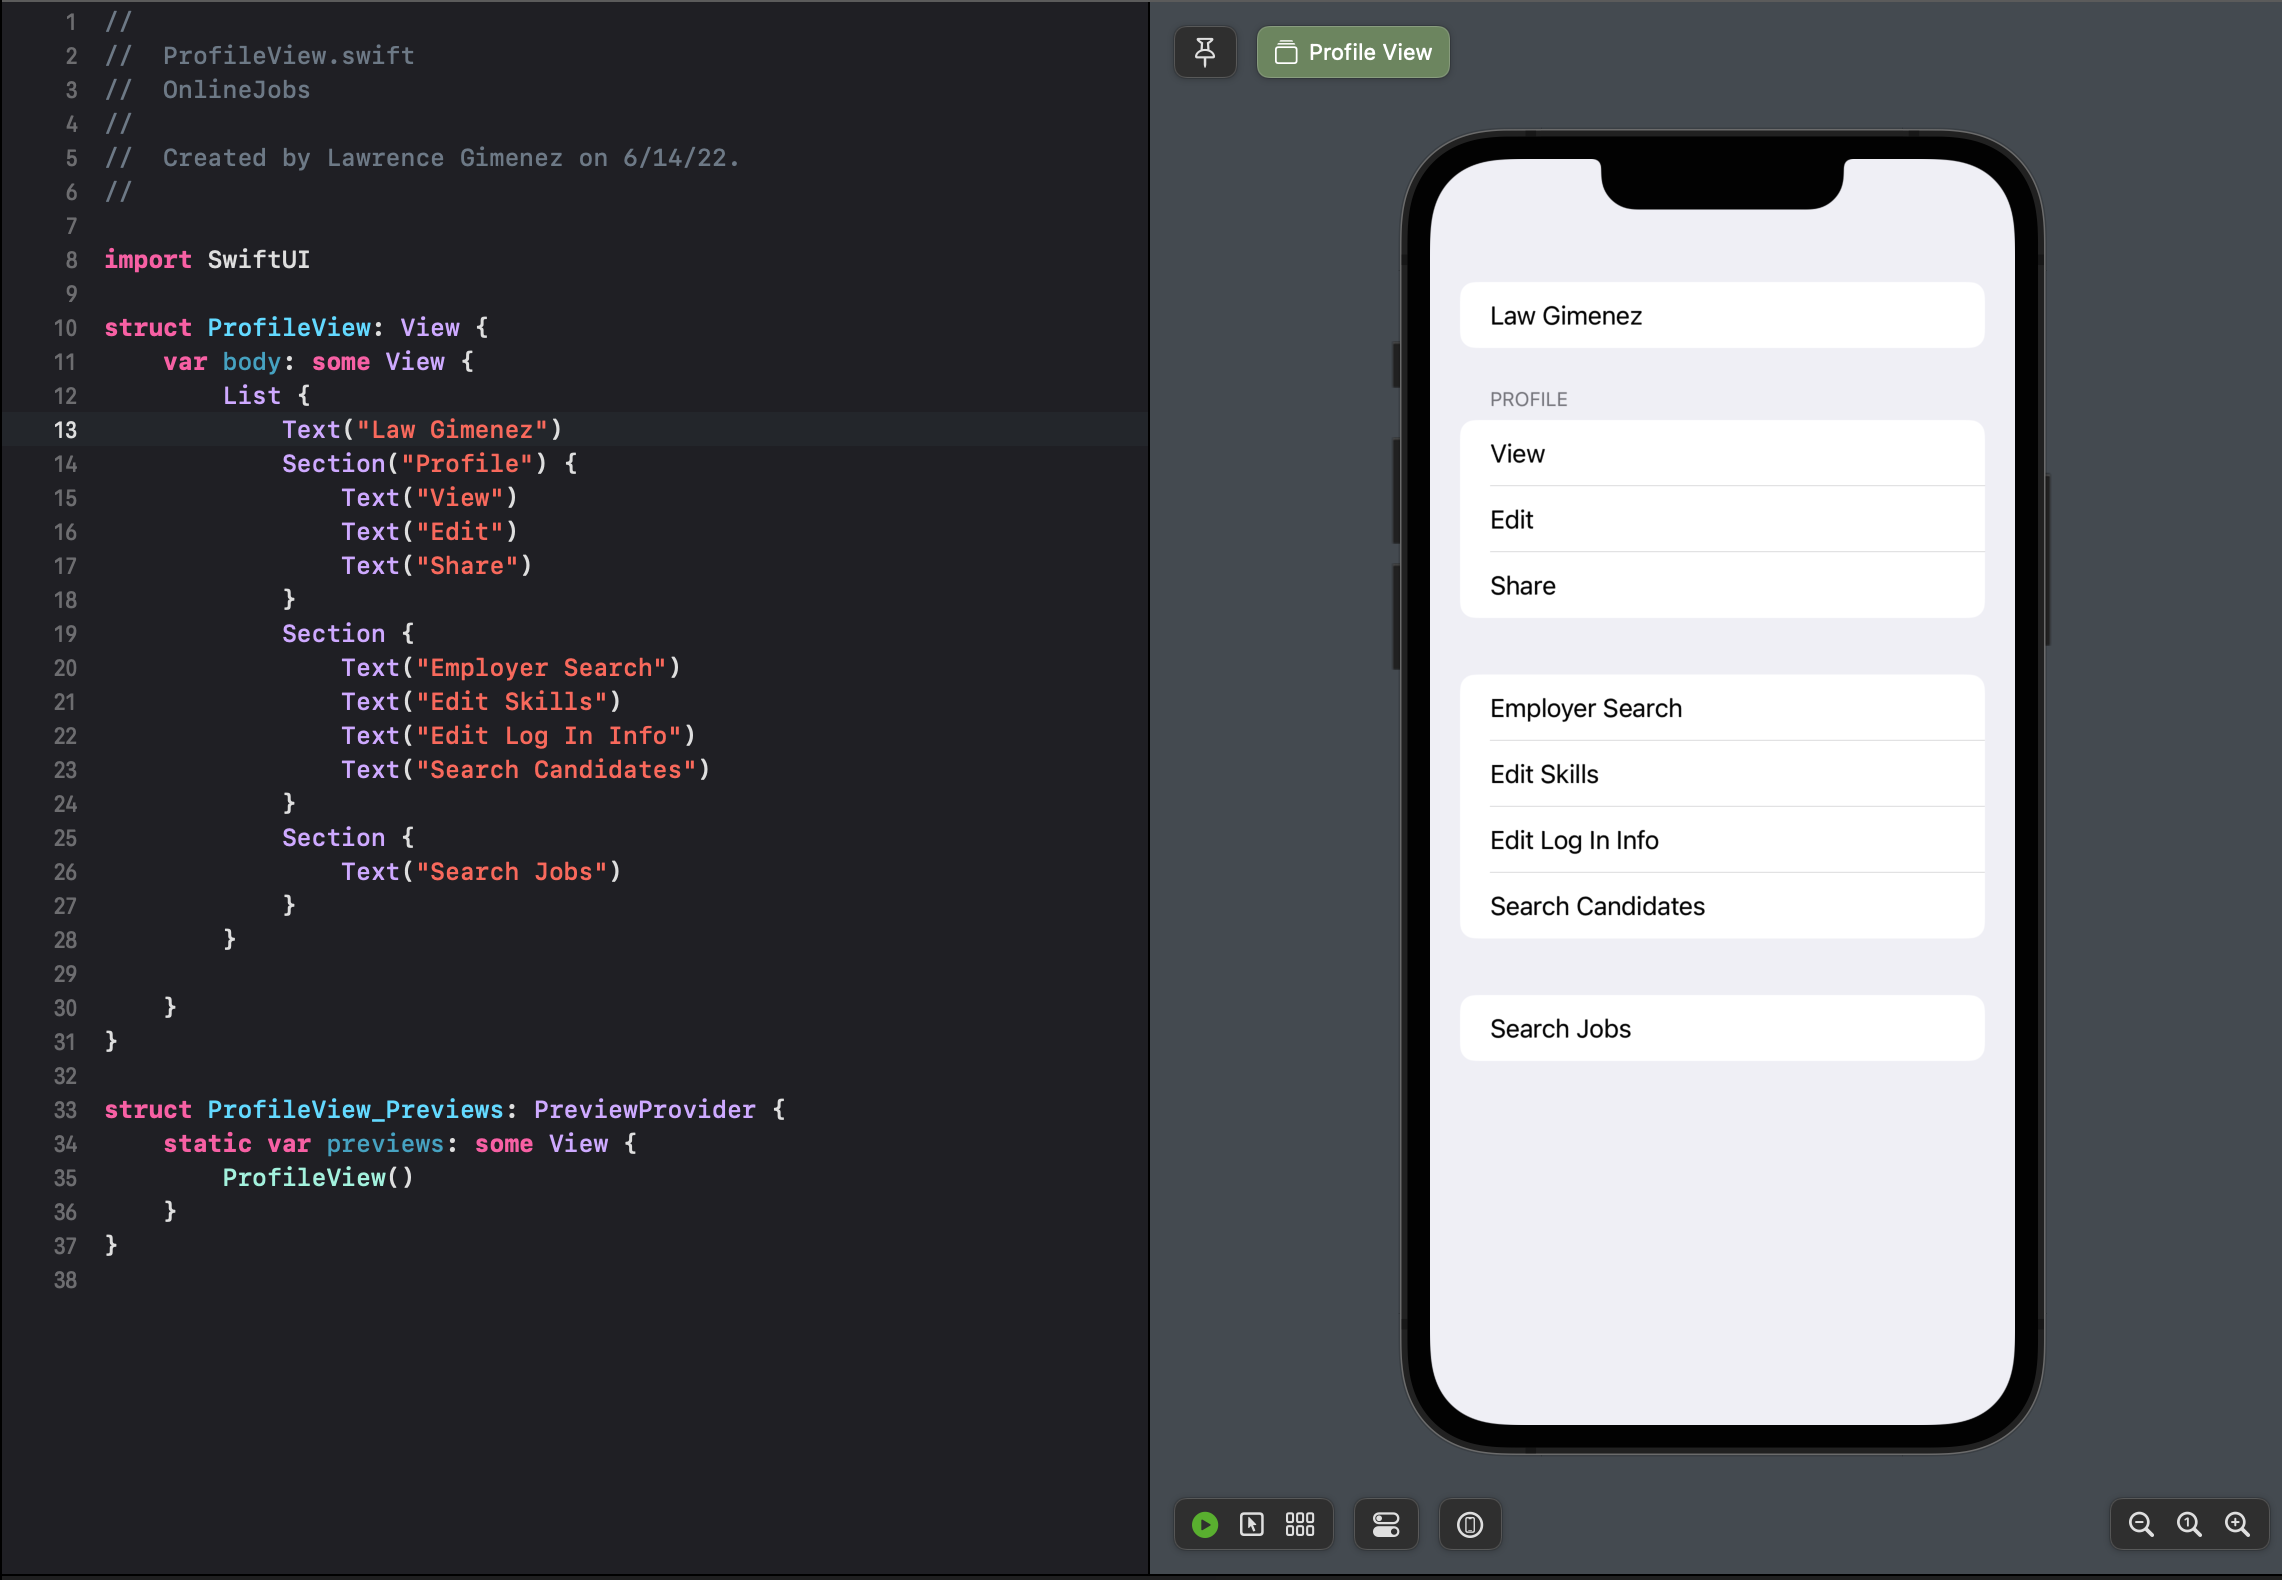 1 //
2 //  ProfileView.swift
3 //  OnlineJobs
4 //
5 //  Created by Lawrence Gimenez on 6/14/22.
6 //
7
8 import SwiftUI
9
10 struct ProfileView: View {
11     var body: some View {
12         List {
13             Text("Law Gimenez")
14             Section("Profile") {
15                 Text("View")
16                 Text("Edit")
17                 Text("Share")
18             }
19             Section {
20                 Text("Employer Search")
21                 Text("Edit Skills")
22                 Text("Edit Log In Info")
23                 Text("Search Candidates")
24             }
25             Section {
26                 Text("Search Jobs")
27             }
28         }
29
30     }
31 }
32
33 struct ProfileView_Previews: PreviewProvider {
34     static var previews: some View {
35         ProfileView()
36     }
37 }
38
Profile View
Law Gimenez
PROFILE
View
Edit
Share
Employer Search
Edit Skills
Edit Log In Info
Search Candidates
Search Jobs